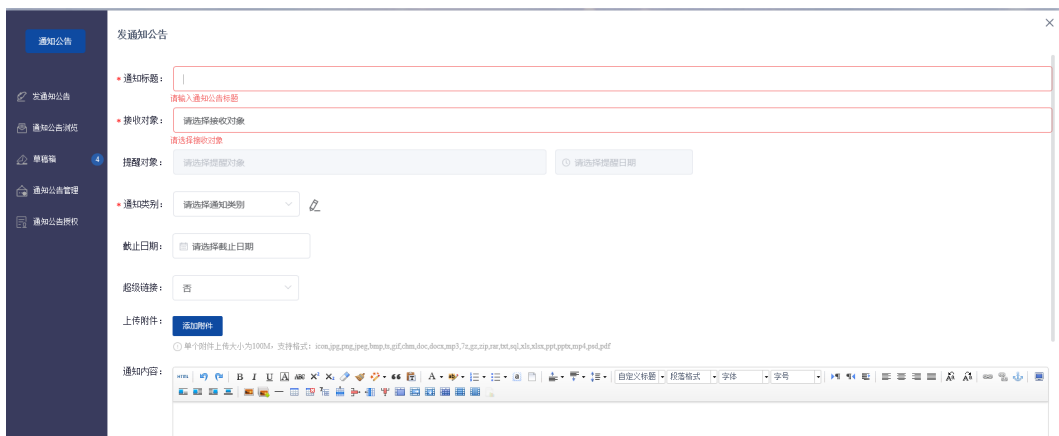 通知公告
发通知公告
通知公告浏览
草稿箱 4
通知公告管理
通知公告授权
发通知公告
* 通知标题：
请输入通知公告标题
* 接收对象： 请选择接收对象
请选择接收对象
提醒对象： 请选择提醒对象 请选择提醒日期
* 通知类别： 请选择通知类别
截止日期： 请选择截止日期
超级链接： 否
上传附件： 添加附件
单个附件上传大小为100M，支持格式：icon,jpg,png,jpeg,bmp,ts,gif,chm,doc,docx,mp3,7z,gz,zip,rar,txt,sql,xls,xlsx,ppt,pptx,mp4,psd,pdf
通知内容： HTML B I U A ABC X² X₂ 66 A 自定义标题 段落格式 字体 字号